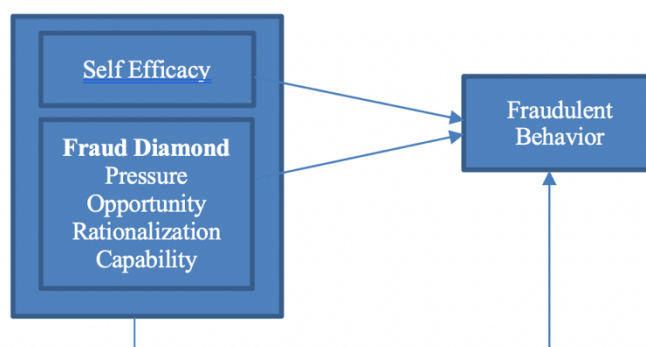 Self Efficacy
Fraud Diamond
Pressure
Opportunity
Rationalization
Capability
Fraudulent
Behavior